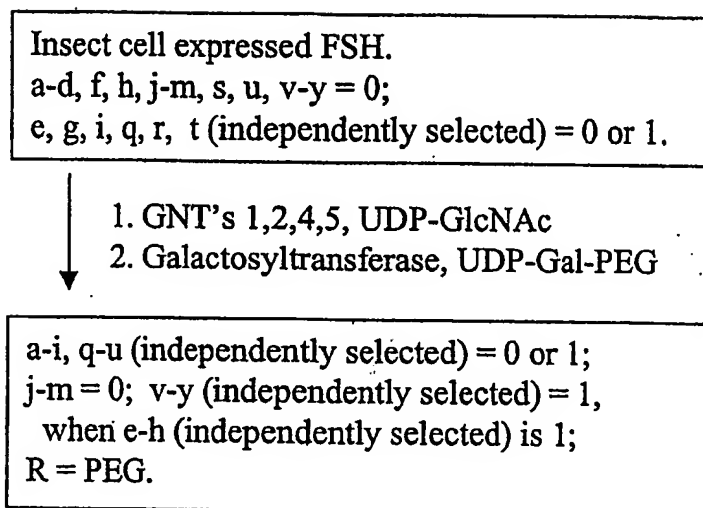 Insect cell expressed FSH.
a-d, f, h, j-m, s, u, v-y = 0;
e, g, i, q, r, t (independently selected) = 0 or 1.
1. GNT's 1,2,4,5, UDP-GlcNAc
2. Galactosyltransferase, UDP-Gal-PEG
a-i, q-u (independently selected) = 0 or 1;
j-m = 0; v-y (independently selected) = 1,
when e-h (independently selected) is 1;
R = PEG.